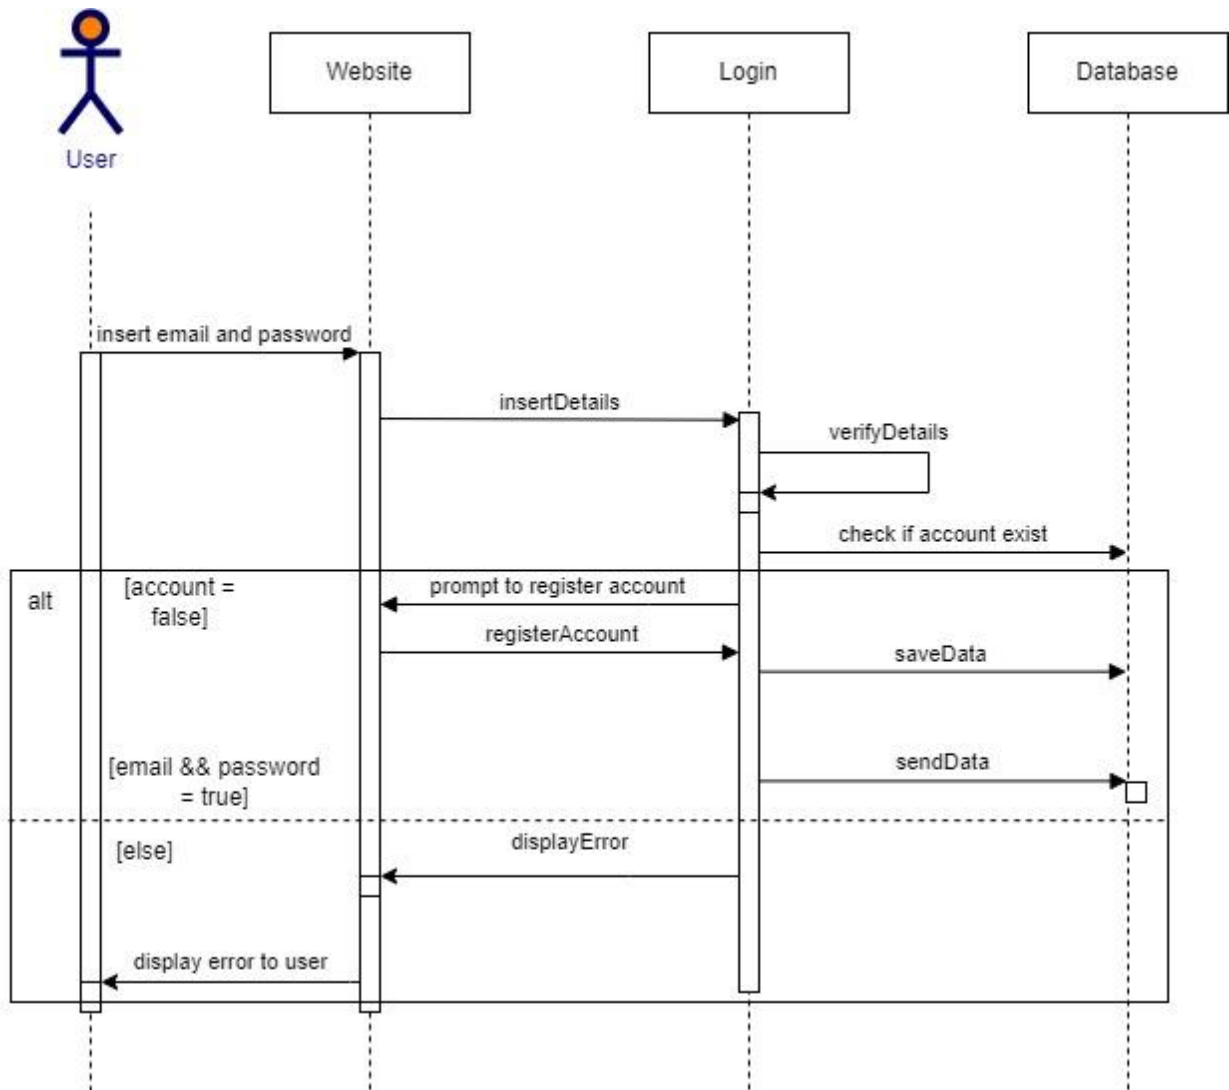 Website
Login
Database
User
insert email and password
insertDetails
verifyDetails
check if account exist
alt
[account =
false]
prompt to register account
registerAccount
saveData
[email && password
= true]
sendData
[else]
displayError
display error to user